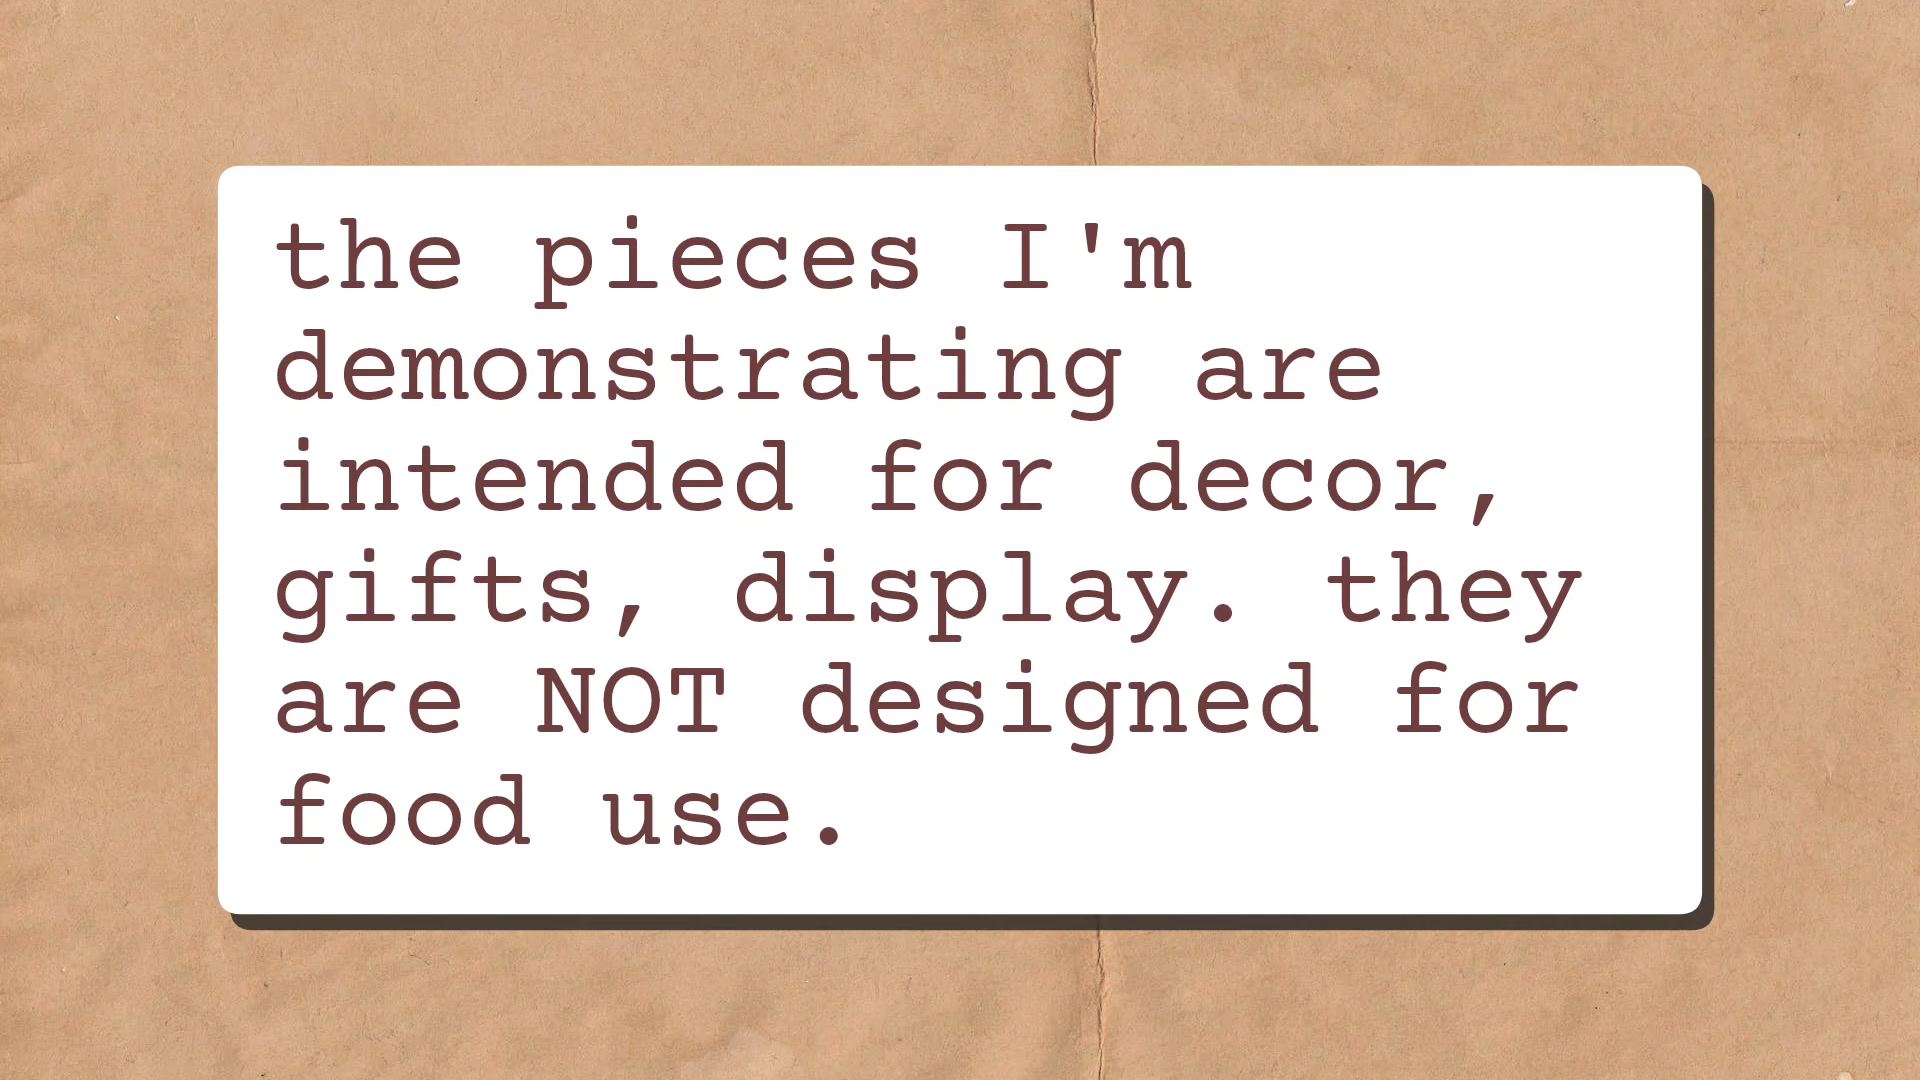 the pieces I'm
demonstrating are
intended for decor,
gifts, display. they
are NOT designed for
food use.